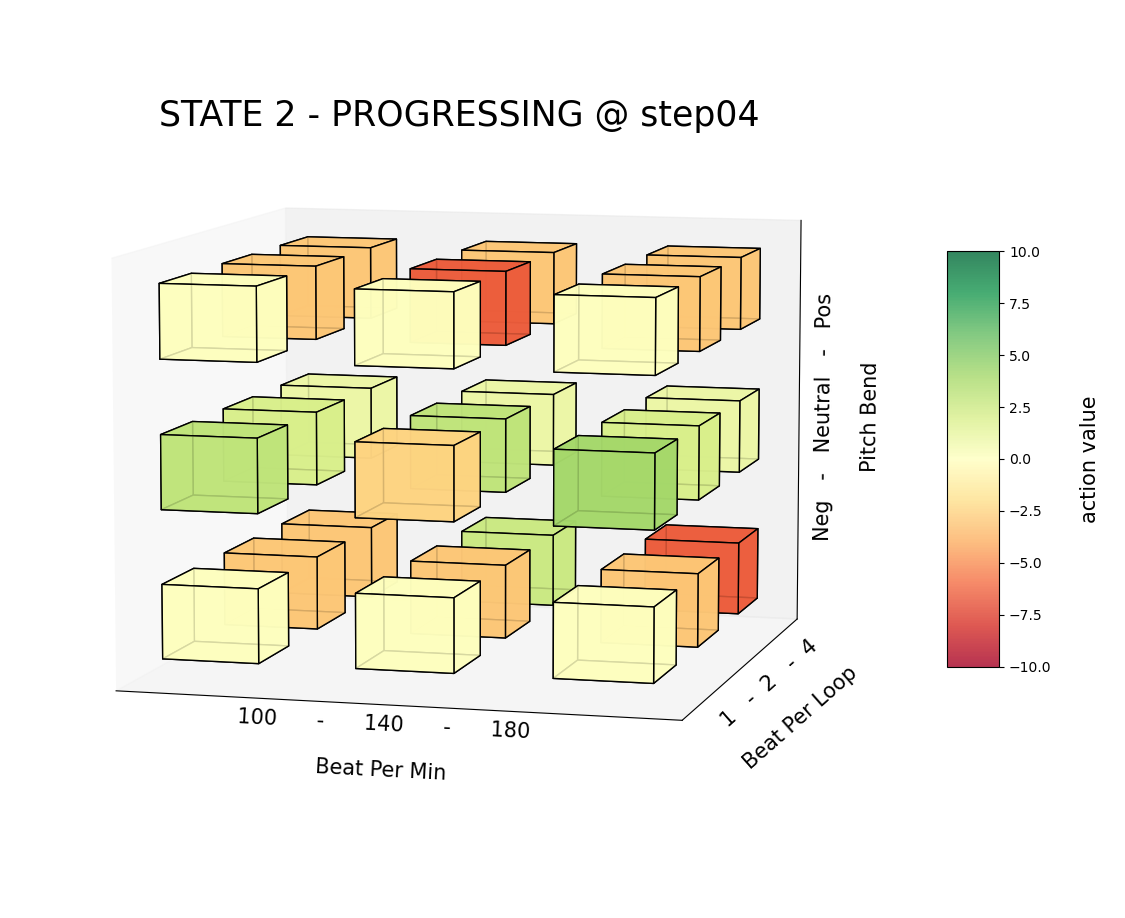 STATE 2 - PROGRESSING @ step04
Neg - Neutral - Pos
Pitch Bend
100 - 140 - 180
Beat Per Min
1 - 2 - 4
Beat Per Loop
10.0
7.5
5.0
2.5
0.0
−2.5
−5.0
−7.5
−10.0
action value